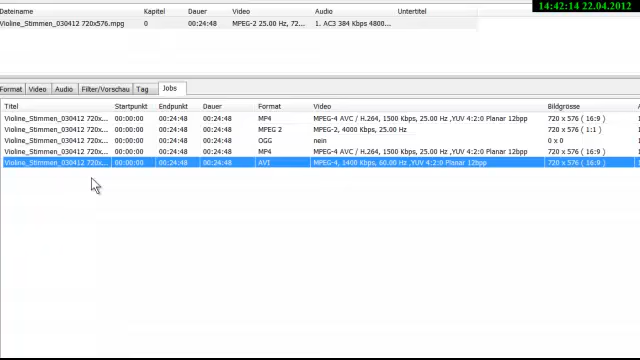 14:42:14 22.04.2012
Dateiname Kapitel Dauer Video Audio Untertitel
Violine_Stimmen_030412 720x576.mpg 0 00:24:48 MPEG-2 25.00 Hz, 72... 1. AC3 384 Kbps 4800...
Format Video Audio Filter/Vorschau Tag Jobs
Titel Startpunkt Endpunkt Dauer Format Video Bildgrösse A
Violine_Stimmen_030412 720x... 00:00:00 00:24:48 00:24:48 MP4 MPEG-4 AVC / H.264, 1500 Kbps, 25.00 Hz ,YUV 4:2:0 Planar 12bpp 720 x 576 ( 16:9 )
Violine_Stimmen_030412 720x... 00:00:00 00:24:48 00:24:48 MPEG 2 MPEG-2, 4000 Kbps, 25.00 Hz 720 x 576 ( 1:1 )
Violine_Stimmen_030412 720x... 00:00:00 00:24:48 00:24:48 OGG nein 0 x 0
Violine_Stimmen_030412 720x... 00:00:00 00:24:48 00:24:48 MP4 MPEG-4 AVC / H.264, 1500 Kbps, 25.00 Hz ,YUV 4:2:0 Planar 12bpp 720 x 576 ( 16:9 )
Violine_Stimmen_030412 720x... 00:00:00 00:24:48 00:24:48 AVI MPEG-4, 1400 Kbps, 60.00 Hz ,YUV 4:2:0 Planar 12bpp 720 x 576 ( 16:9 )